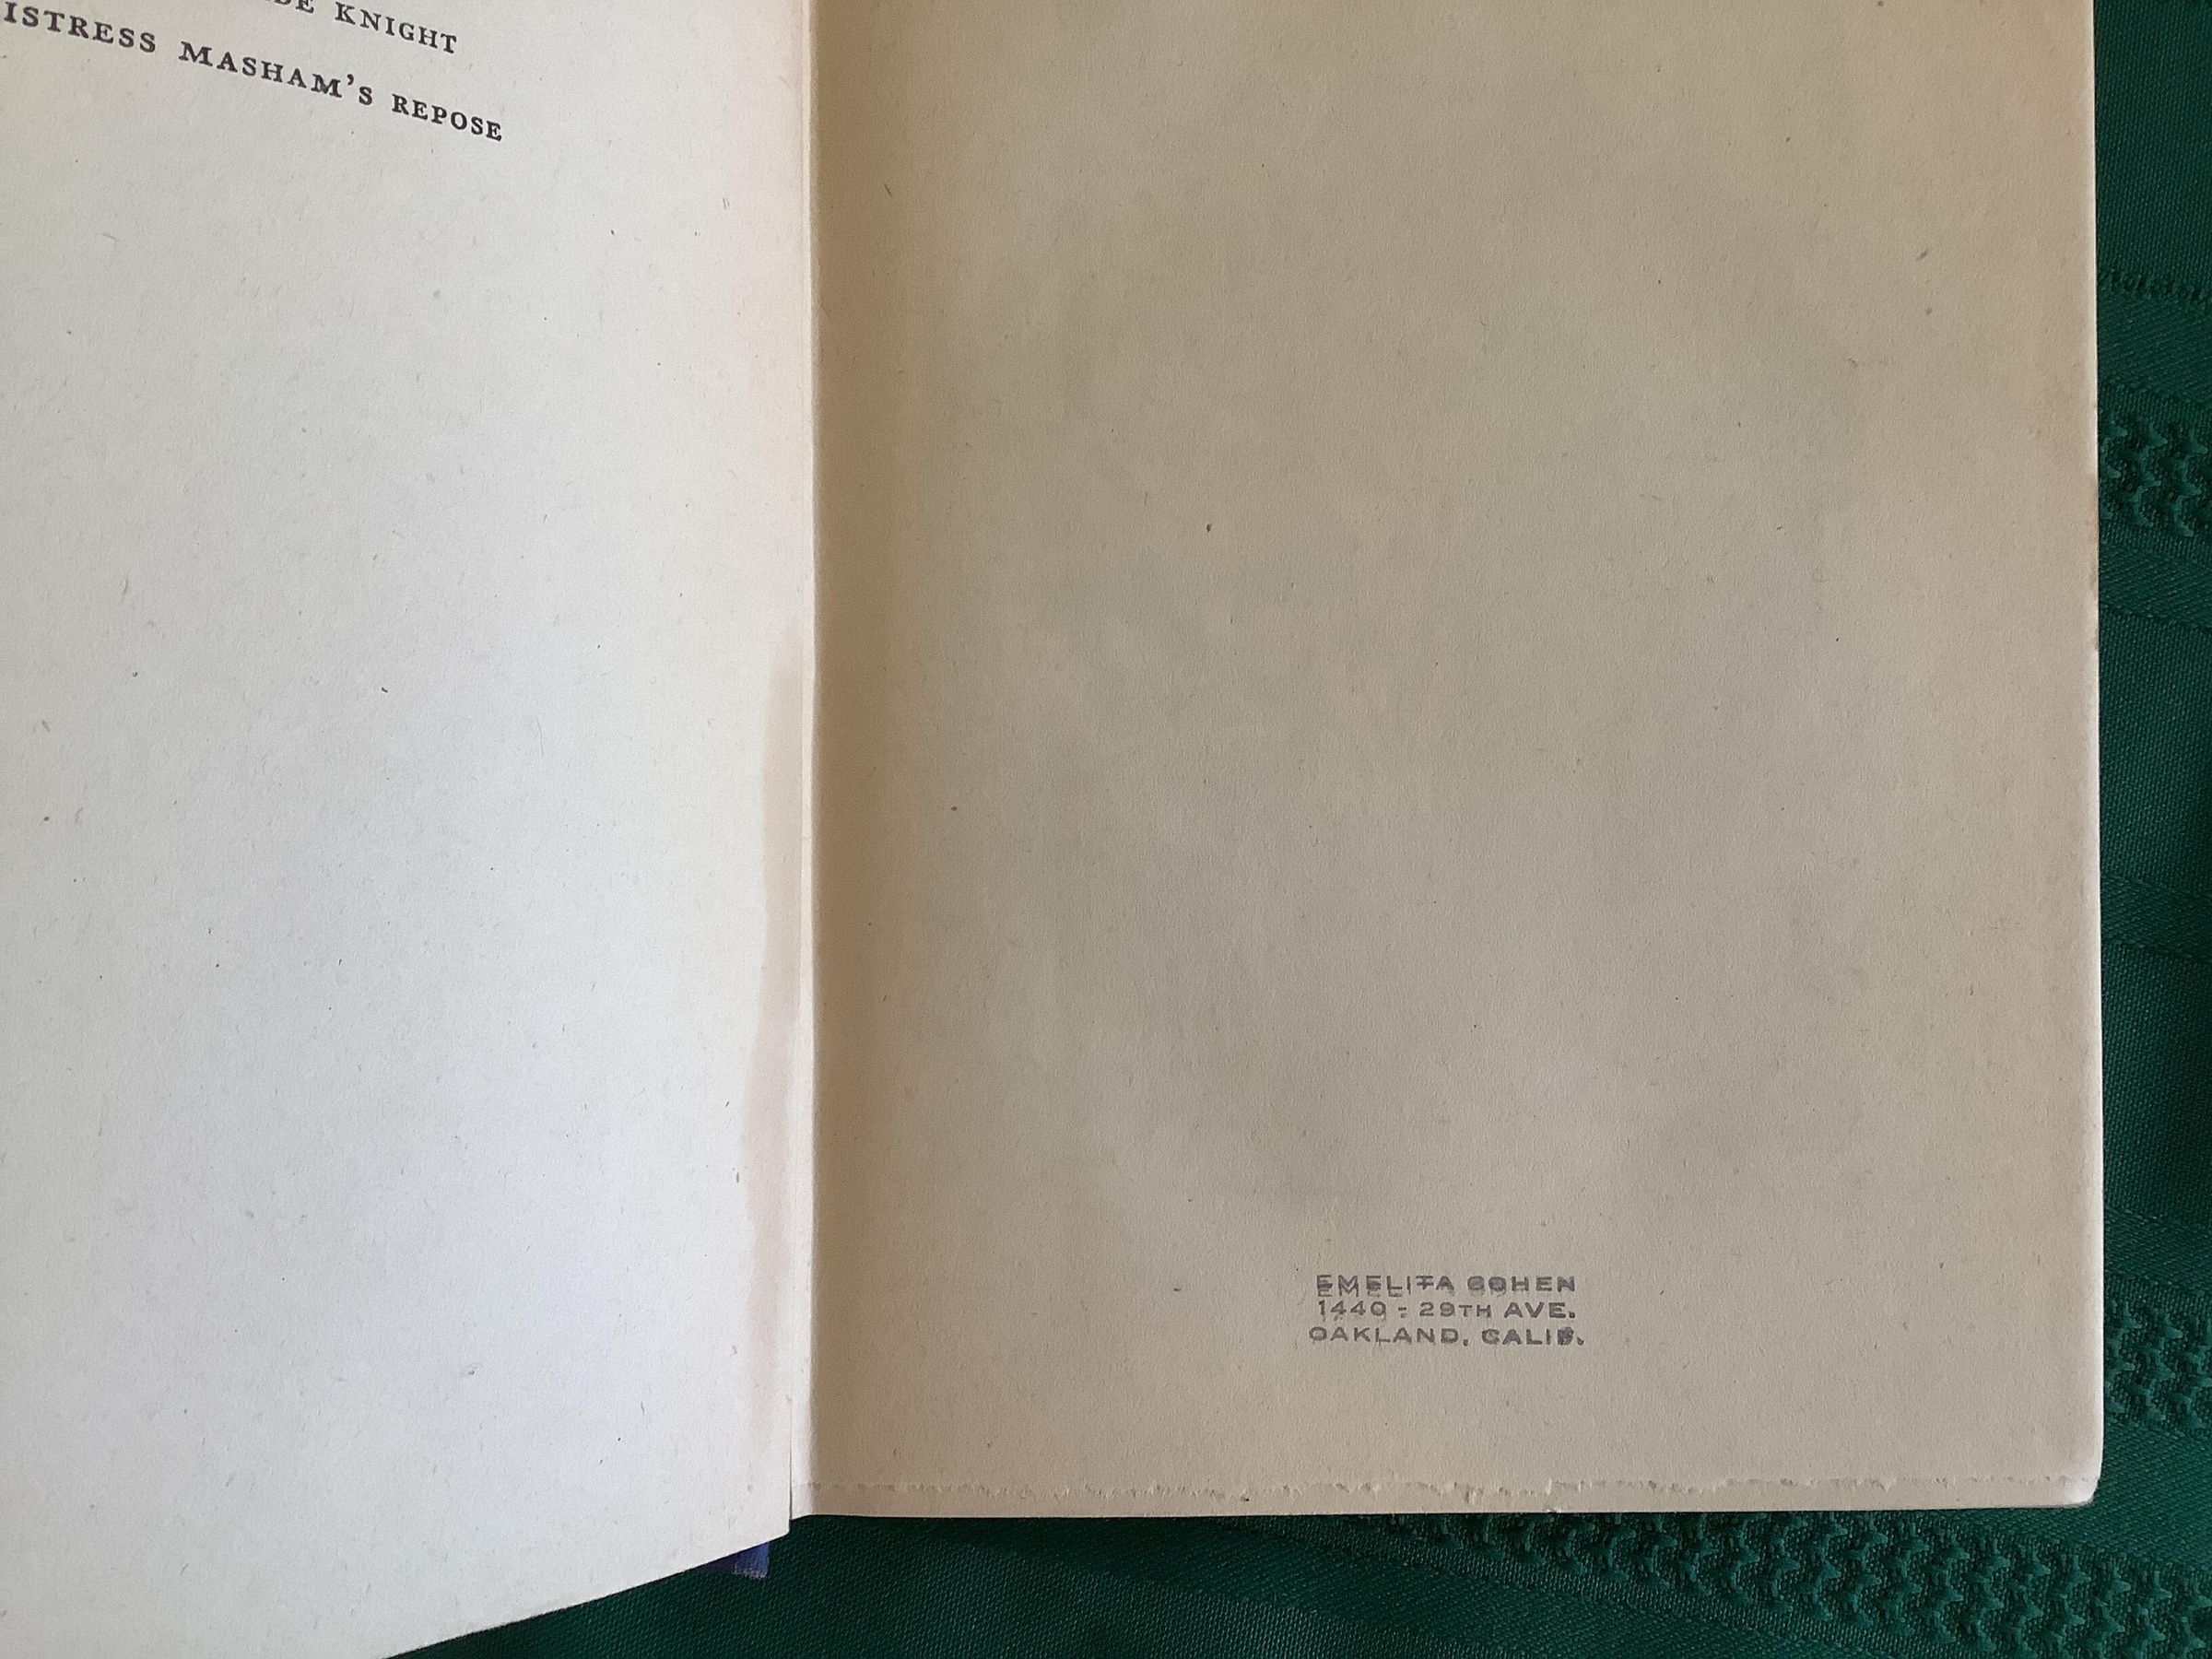 KNIGHT
ISTRESS MASHAM'S REPOSE
EMELITA COHEN
1440 - 29TH AVE.
OAKLAND, CALIF.